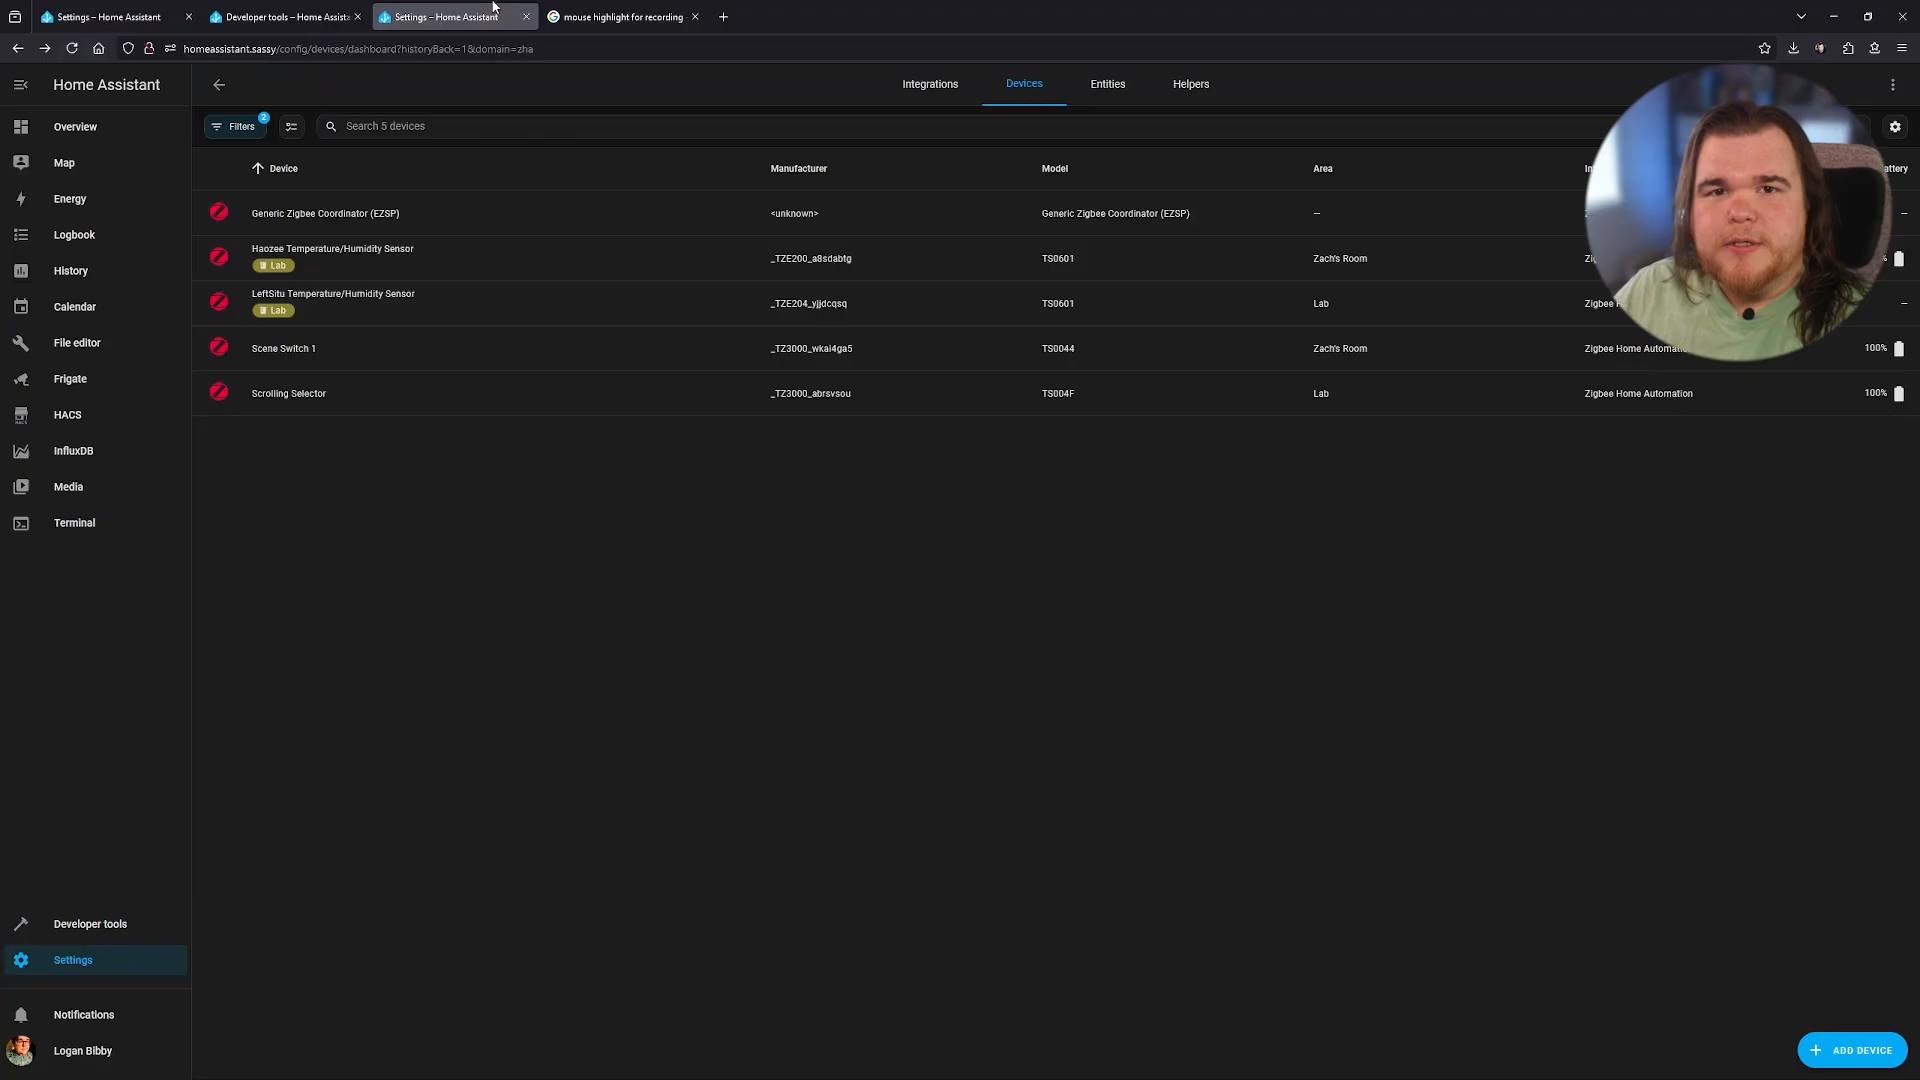 Settings – Home Assistant
Developer tools – Home Assista
Settings – Home Assistant
mouse highlight for recording
homeassistant.sassy/config/devices/dashboard?historyBack=1&domain=zha
Home Assistant
Integrations
Devices
Entities
Helpers
Overview
Map
Energy
Logbook
History
Calendar
File editor
Frigate
HACS
InfluxDB
Media
Terminal
Developer tools
Settings
Notifications
Logan Bibby
Filters
2
Search 5 devices
Device
Manufacturer
Model
Area
Generic Zigbee Coordinator (EZSP)
<unknown>
Generic Zigbee Coordinator (EZSP)
—
–
Haozee Temperature/Humidity Sensor
Lab
_TZE200_a8sdabtg
TS0601
Zach's Room
LeftSitu Temperature/Humidity Sensor
Lab
_TZE204_yjjdcqsq
TS0601
Lab
–
Scene Switch 1
_TZ3000_wkai4ga5
TS0044
Zach's Room
Zigbee Home Automa
100%
Scrolling Selector
_TZ3000_abrsvsou
TS004F
Lab
Zigbee Home Automation
100%
ADD DEVICE